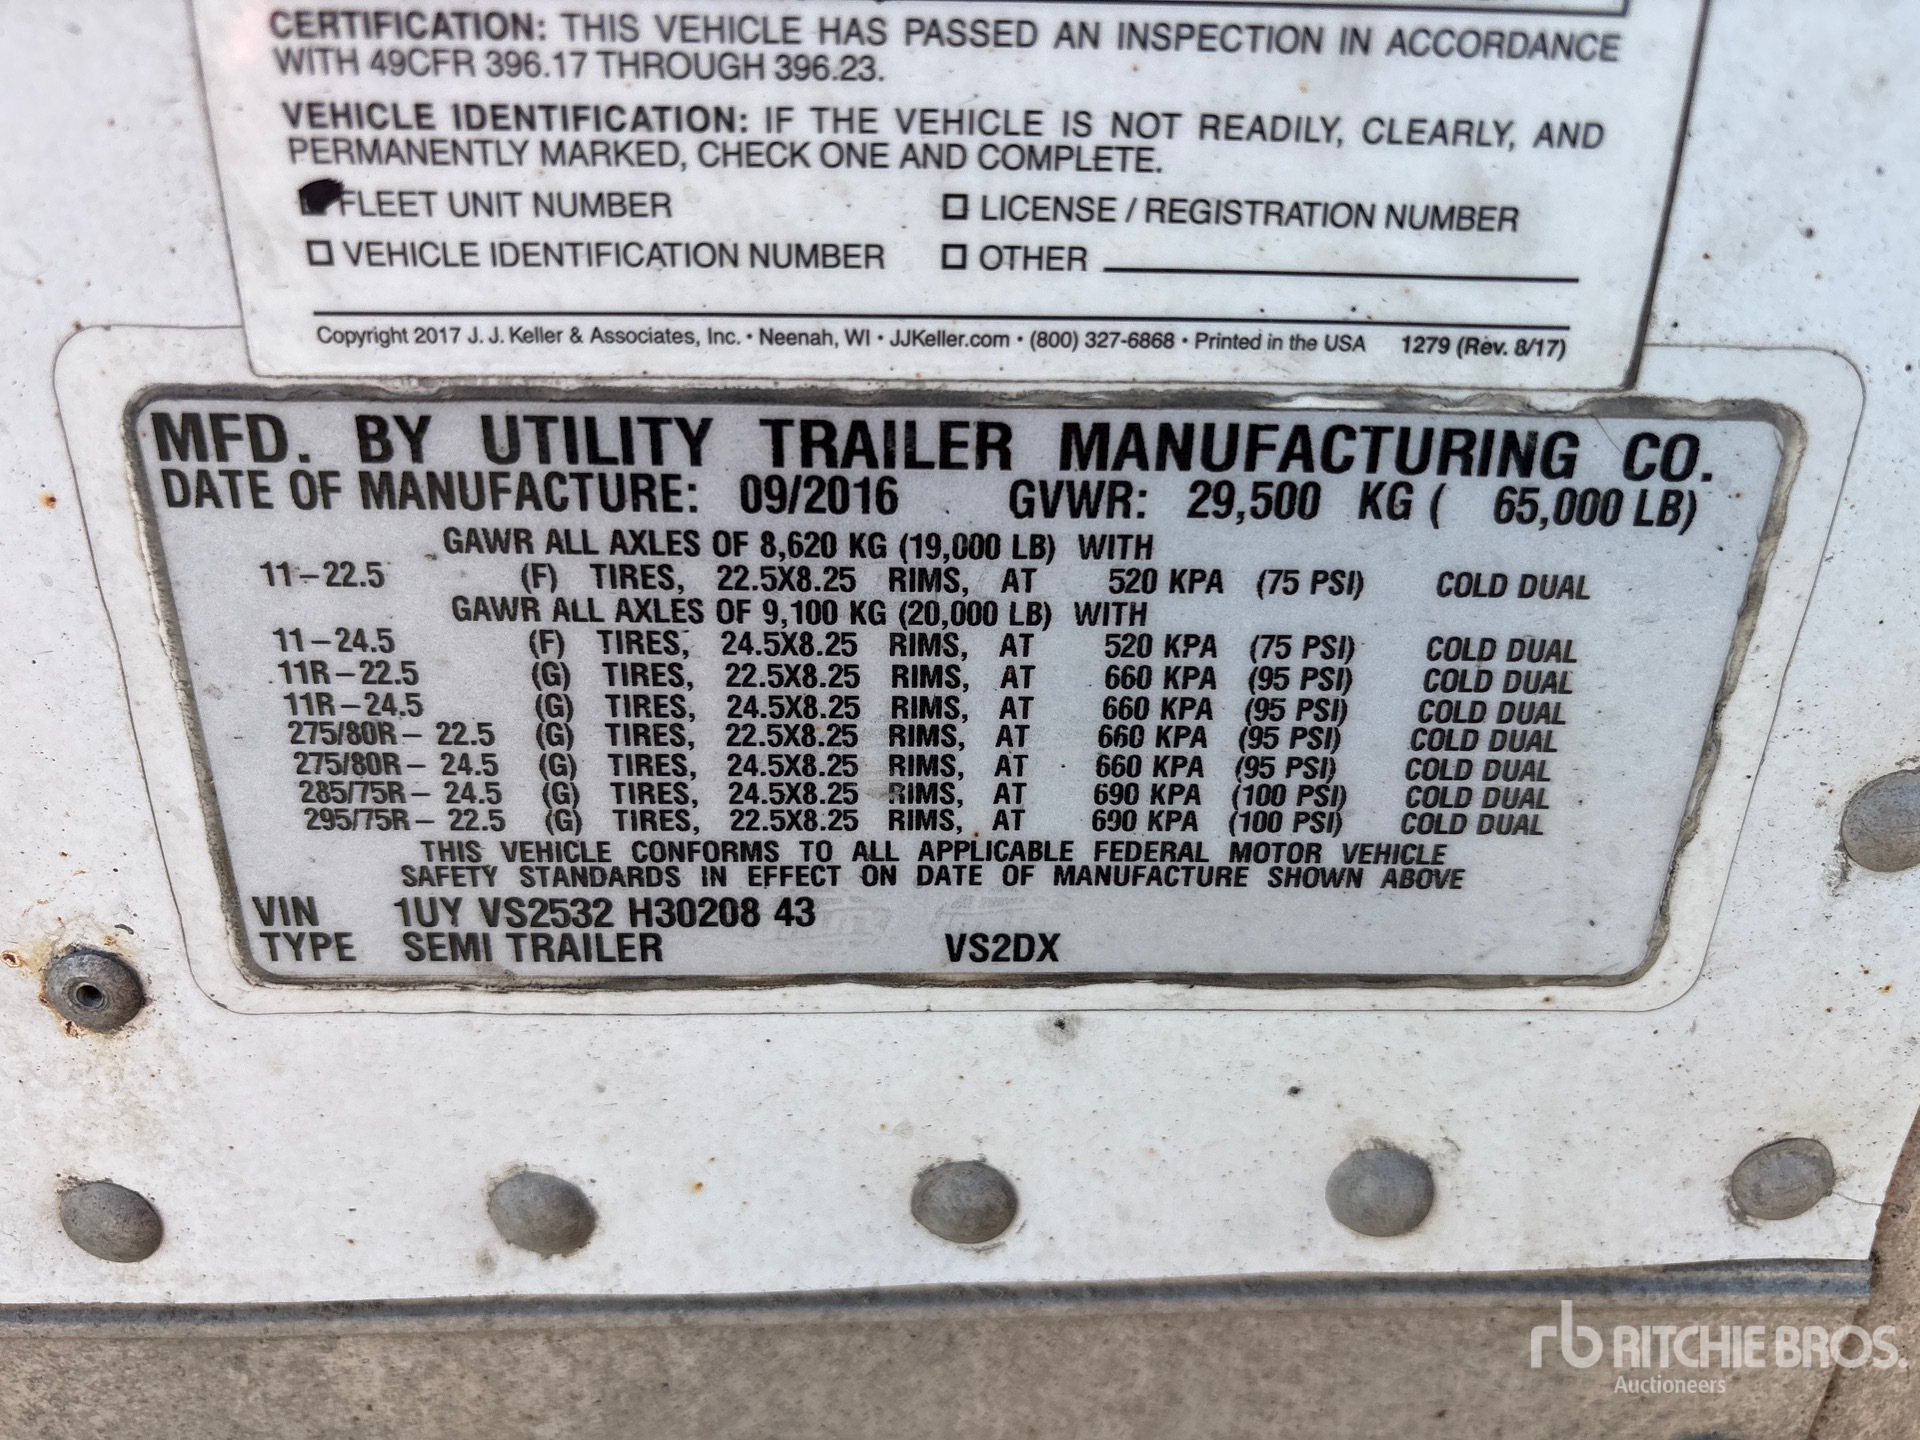 CERTIFICATION: THIS VEHICLE HAS PASSED AN INSPECTION IN ACCORDANCE
WITH 49CFR 396.17 THROUGH 396.23.
VEHICLE IDENTIFICATION: IF THE VEHICLE IS NOT READILY, CLEARLY, AND
PERMANENTLY MARKED, CHECK ONE AND COMPLETE.
FLEET UNIT NUMBER
LICENSE / REGISTRATION NUMBER
VEHICLE IDENTIFICATION NUMBER
OTHER
Copyright 2017 J. J. Keller & Associates, Inc. • Neenah, WI • JJKeller.com • (800) 327-6868 • Printed in the USA 1279 (Rev. 8/17)
MFD. BY UTILITY TRAILER MANUFACTURING CO.
DATE OF MANUFACTURE: 09/2016 GVWR: 29,500 KG ( 65,000 LB)
GAWR ALL AXLES OF 8,620 KG (19,000 LB) WITH
11-22.5 (F) TIRES, 22.5X8.25 RIMS, AT 520 KPA (75 PSI) COLD DUAL
GAWR ALL AXLES OF 9,100 KG (20,000 LB) WITH
11-24.5 (F) TIRES, 24.5X8.25 RIMS, AT 520 KPA (75 PSI) COLD DUAL
11R-22.5 (G) TIRES, 22.5X8.25 RIMS, AT 660 KPA (95 PSI) COLD DUAL
11R-24.5 (G) TIRES, 24.5X8.25 RIMS, AT 660 KPA (95 PSI) COLD DUAL
275/80R- 22.5 (G) TIRES, 22.5X8.25 RIMS, AT 660 KPA (95 PSI) COLD DUAL
275/80R- 24.5 (G) TIRES, 24.5X8.25 RIMS, AT 660 KPA (95 PSI) COLD DUAL
285/75R- 24.5 (G) TIRES, 24.5X8.25 RIMS, AT 690 KPA (100 PSI) COLD DUAL
295/75R- 22.5 (G) TIRES, 22.5X8.25 RIMS, AT 690 KPA (100 PSI) COLD DUAL
THIS VEHICLE CONFORMS TO ALL APPLICABLE FEDERAL MOTOR VEHICLE
SAFETY STANDARDS IN EFFECT ON DATE OF MANUFACTURE SHOWN ABOVE
VIN 1UY VS2532 H30208 43
TYPE SEMI TRAILER VS2DX
rb RITCHIE BROS.
Auctioneers